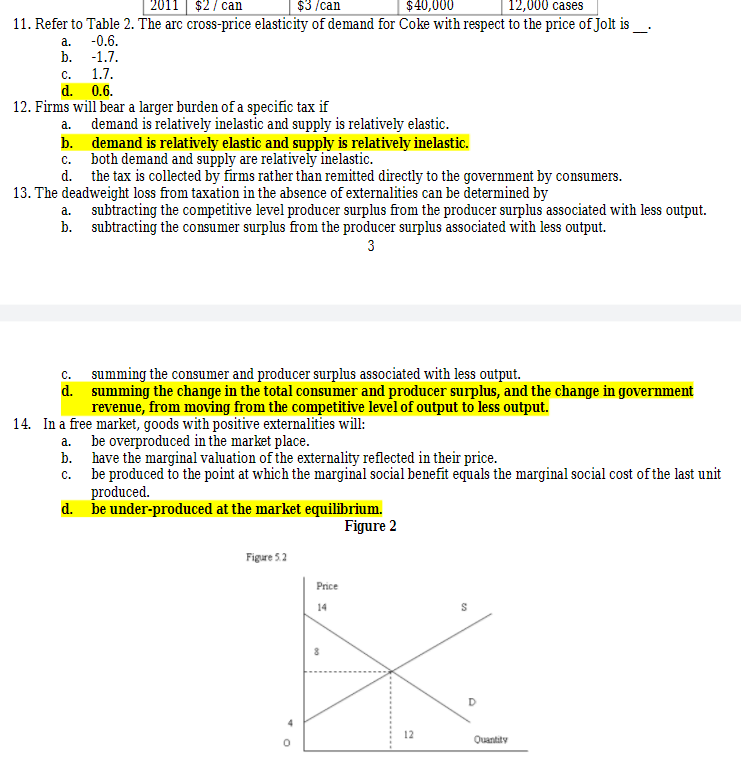 2011 $2 / can $3 /can $40,000 12,000 cases
11. Refer to Table 2. The arc cross-price elasticity of demand for Coke with respect to the price of Jolt is __.
a. -0.6.
b. -1.7.
c. 1.7.
d. 0.6.
12. Firms will bear a larger burden of a specific tax if
a. demand is relatively inelastic and supply is relatively elastic.
b. demand is relatively elastic and supply is relatively inelastic.
c. both demand and supply are relatively inelastic.
d. the tax is collected by firms rather than remitted directly to the government by consumers.
13. The deadweight loss from taxation in the absence of externalities can be determined by
a. subtracting the competitive level producer surplus from the producer surplus associated with less output.
b. subtracting the consumer surplus from the producer surplus associated with less output.
3
c. summing the consumer and producer surplus associated with less output.
d. summing the change in the total consumer and producer surplus, and the change in government
revenue, from moving from the competitive level of output to less output.
14. In a free market, goods with positive externalities will:
a. be overproduced in the market place.
b. have the marginal valuation of the externality reflected in their price.
c. be produced to the point at which the marginal social benefit equals the marginal social cost of the last unit
produced.
d. be under-produced at the market equilibrium.
Figure 2
Figure 5.2
Price
14
S
8
D
4
12
0
Quantity